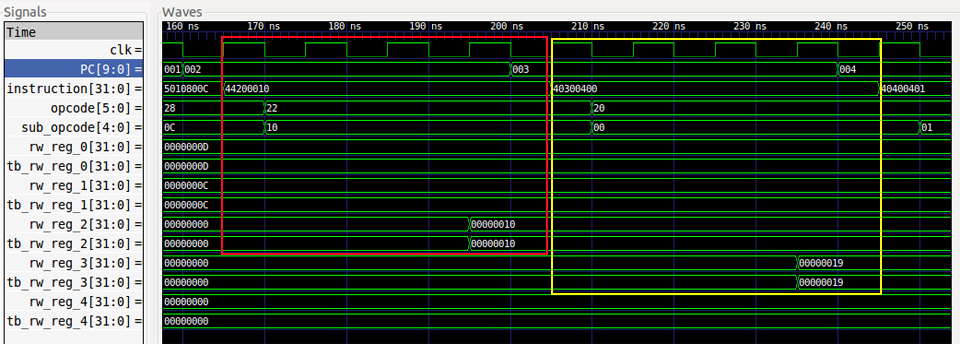 Signals
Waves
Time
160 ns 170 ns 180 ns 190 ns 200 ns 210 ns 220 ns 230 ns 240 ns 250 ns
clk =
PC[9:0] = 001 002 003 004
instruction[31:0] = 5010800C 44200010 40300400 40400401
opcode[5:0] = 28 22 20
sub_opcode[4:0] = 0C 10 00 01
rw_reg_0[31:0] = 0000000D
tb_rw_reg_0[31:0] = 0000000D
rw_reg_1[31:0] = 0000000C
tb_rw_reg_1[31:0] = 0000000C
rw_reg_2[31:0] = 00000000 00000010
tb_rw_reg_2[31:0] = 00000000 00000010
rw_reg_3[31:0] = 00000000 00000019
tb_rw_reg_3[31:0] = 00000000 00000019
rw_reg_4[31:0] = 00000000
tb_rw_reg_4[31:0] = 00000000